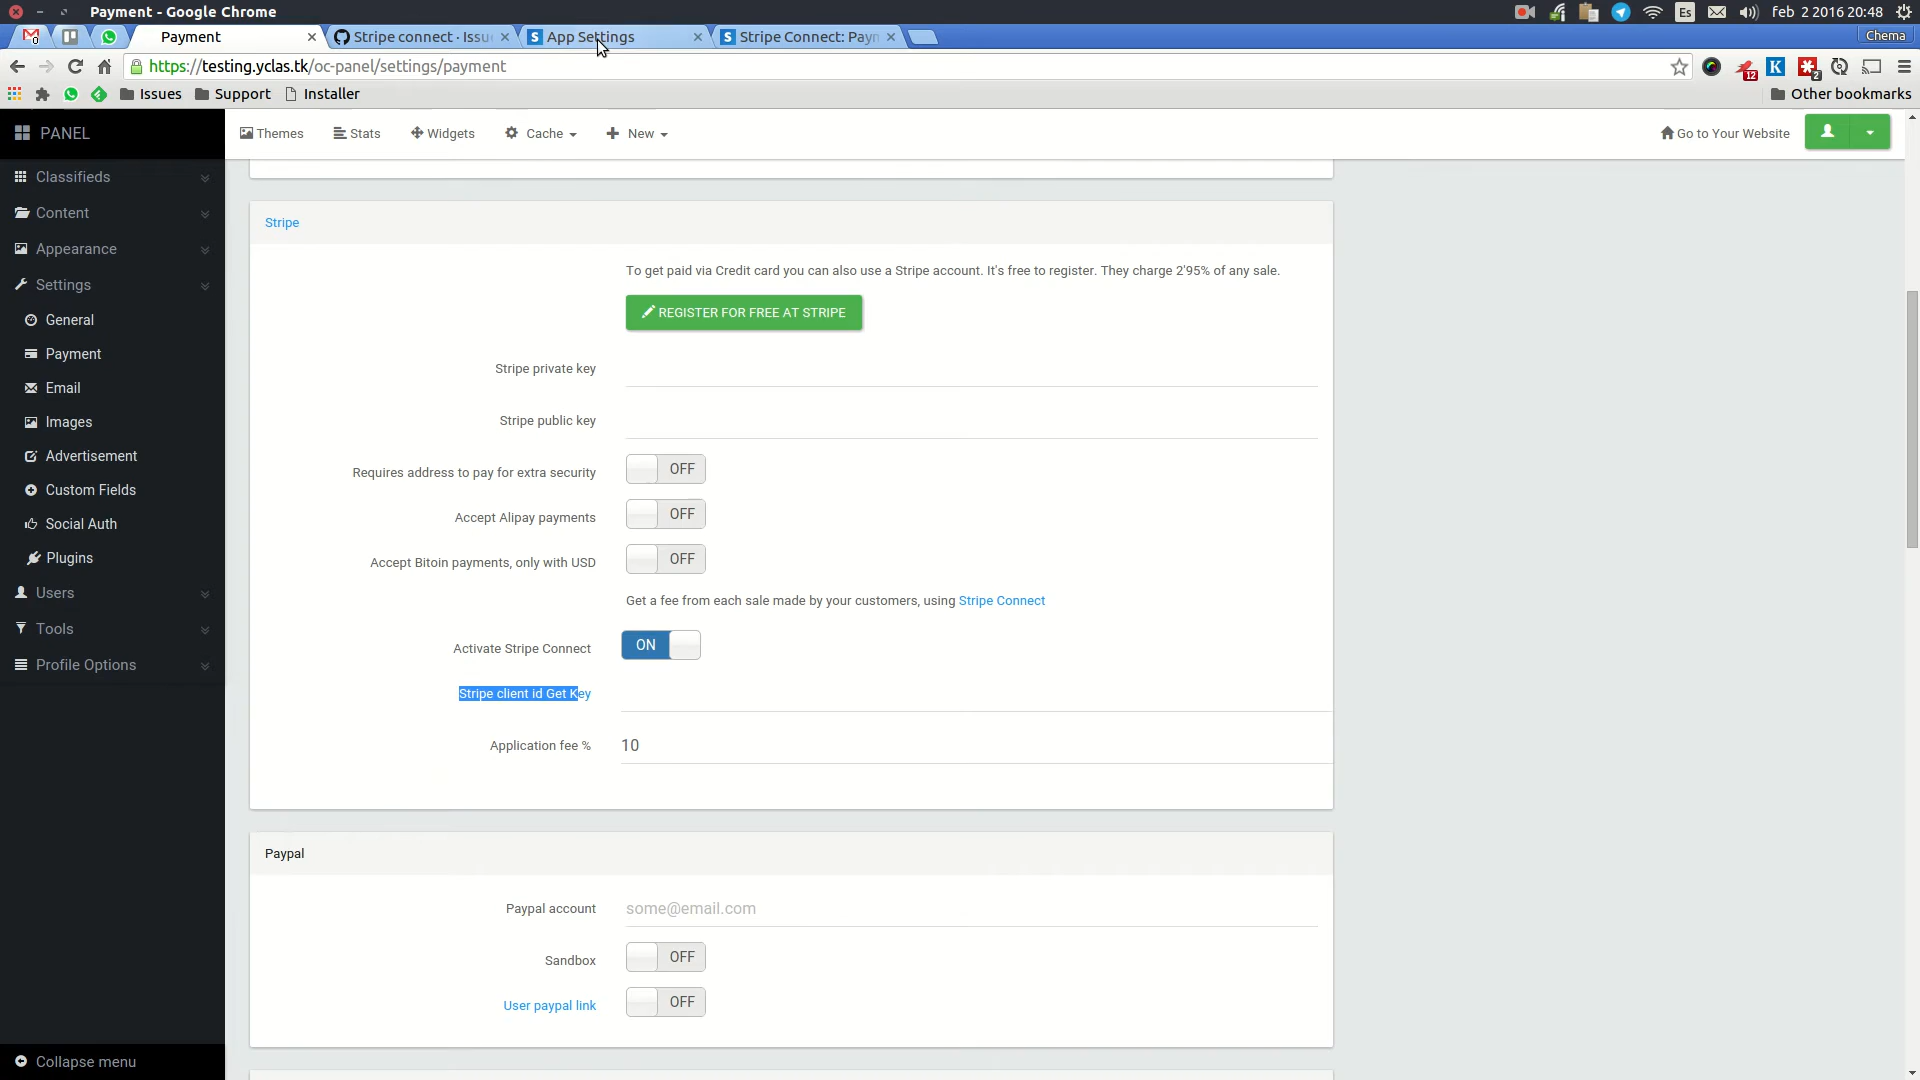 Payment - Google Chrome
Es
feb 2 2016 20:48
0
Payment
Stripe connect · Issue
App Settings
Stripe Connect: Payn
Chema
https://testing.yclas.tk/oc-panel/settings/payment
12
K
2
Issues
Support
Installer
Other bookmarks
PANEL
Themes
Stats
Widgets
Cache
New
Go to Your Website
Classifieds
Content
Appearance
Settings
General
Payment
Email
Images
Advertisement
Custom Fields
Social Auth
Plugins
Users
Tools
Profile Options
Collapse menu
Stripe
To get paid via Credit card you can also use a Stripe account. It's free to register. They charge 2'95% of any sale.
REGISTER FOR FREE AT STRIPE
Stripe private key
Stripe public key
Requires address to pay for extra security
OFF
Accept Alipay payments
OFF
Accept Bitoin payments, only with USD
OFF
Get a fee from each sale made by your customers, using Stripe Connect
Activate Stripe Connect
ON
Stripe client id Get Key
Application fee %
10
Paypal
Paypal account
some@email.com
Sandbox
OFF
User paypal link
OFF